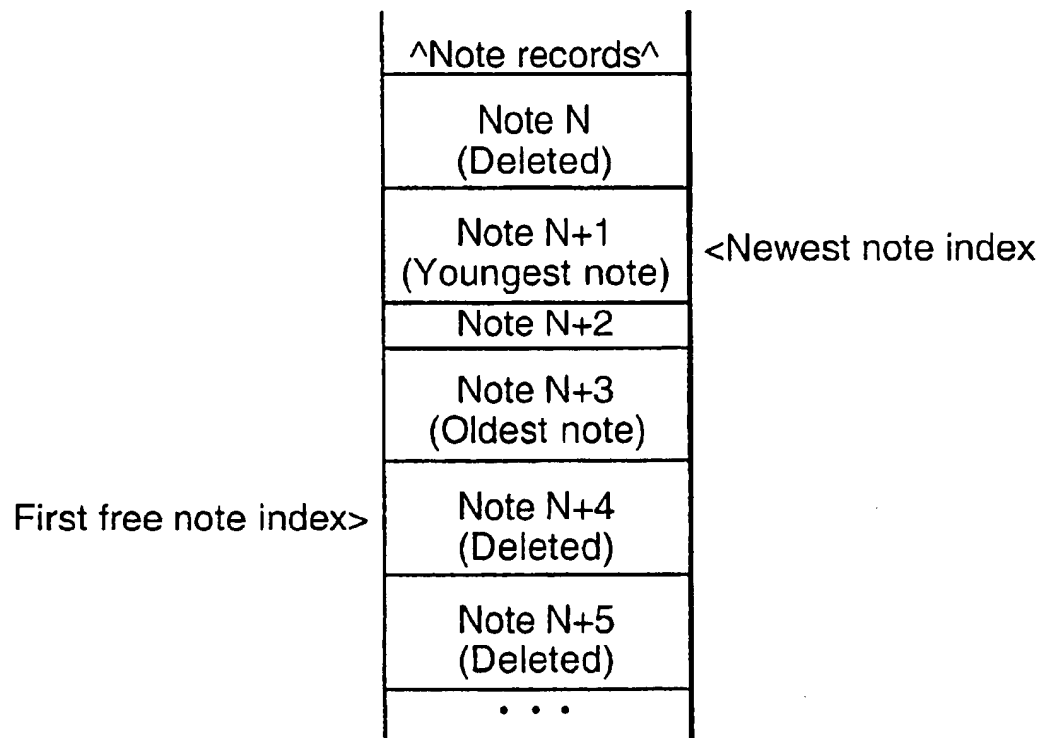 ^Note records^
Note N
(Deleted)
Note N+1
(Youngest note)
<Newest note index
Note N+2
Note N+3
(Oldest note)
First free note index>
Note N+4
(Deleted)
Note N+5
(Deleted)
. . .